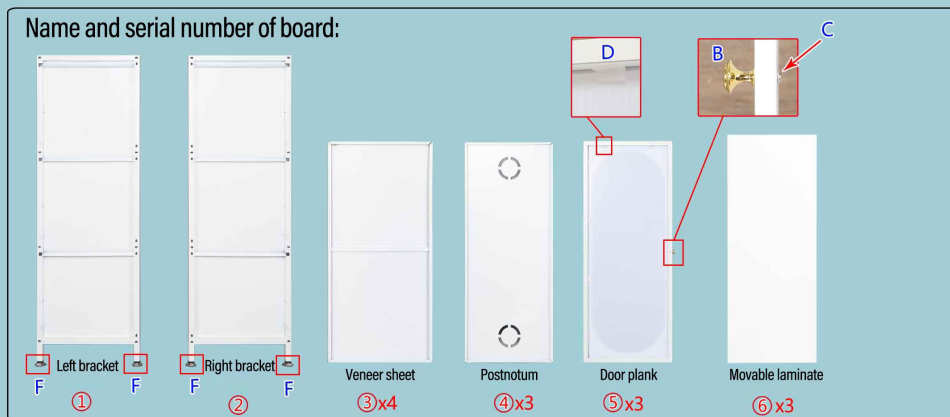 Name and serial number of board:
D
B
C
F
Left bracket
F
F
Right bracket
F
①
②
Veneer sheet
③x4
Postnotum
④x3
Door plank
⑤x3
Movable laminate
⑥x3